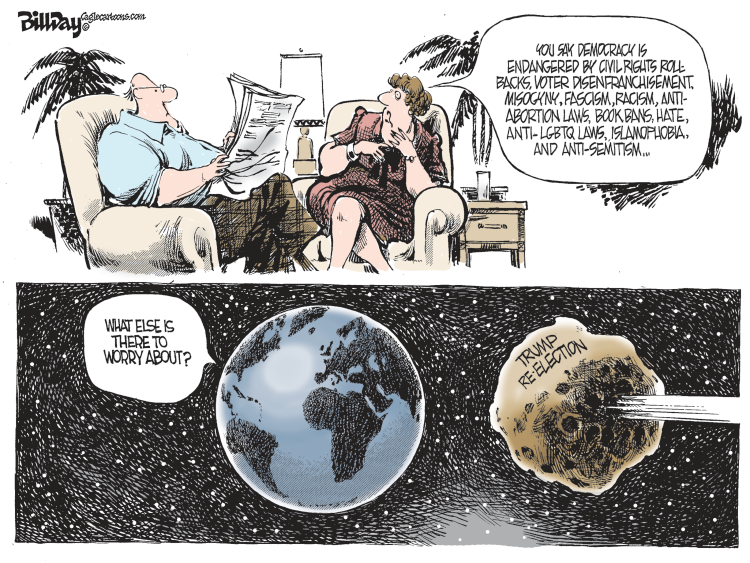 BillDay
Caglecartoons.com
©
YOU SAY DEMOCRACY IS
ENDANGERED BY CIVIL RIGHTS ROLL
BACKS, VOTER DISENFRANCHISEMENT,
MISOGYNY, FASCISM, RACISM, ANTI-
ABORTION LAWS, BOOK BANS, HATE,
ANTI-LGBTQ LAWS, ISLAMOPHOBIA,
AND ANTI-SEMITISM...
WHAT ELSE IS
THERE TO
WORRY ABOUT?
TRUMP
RE-ELECTION